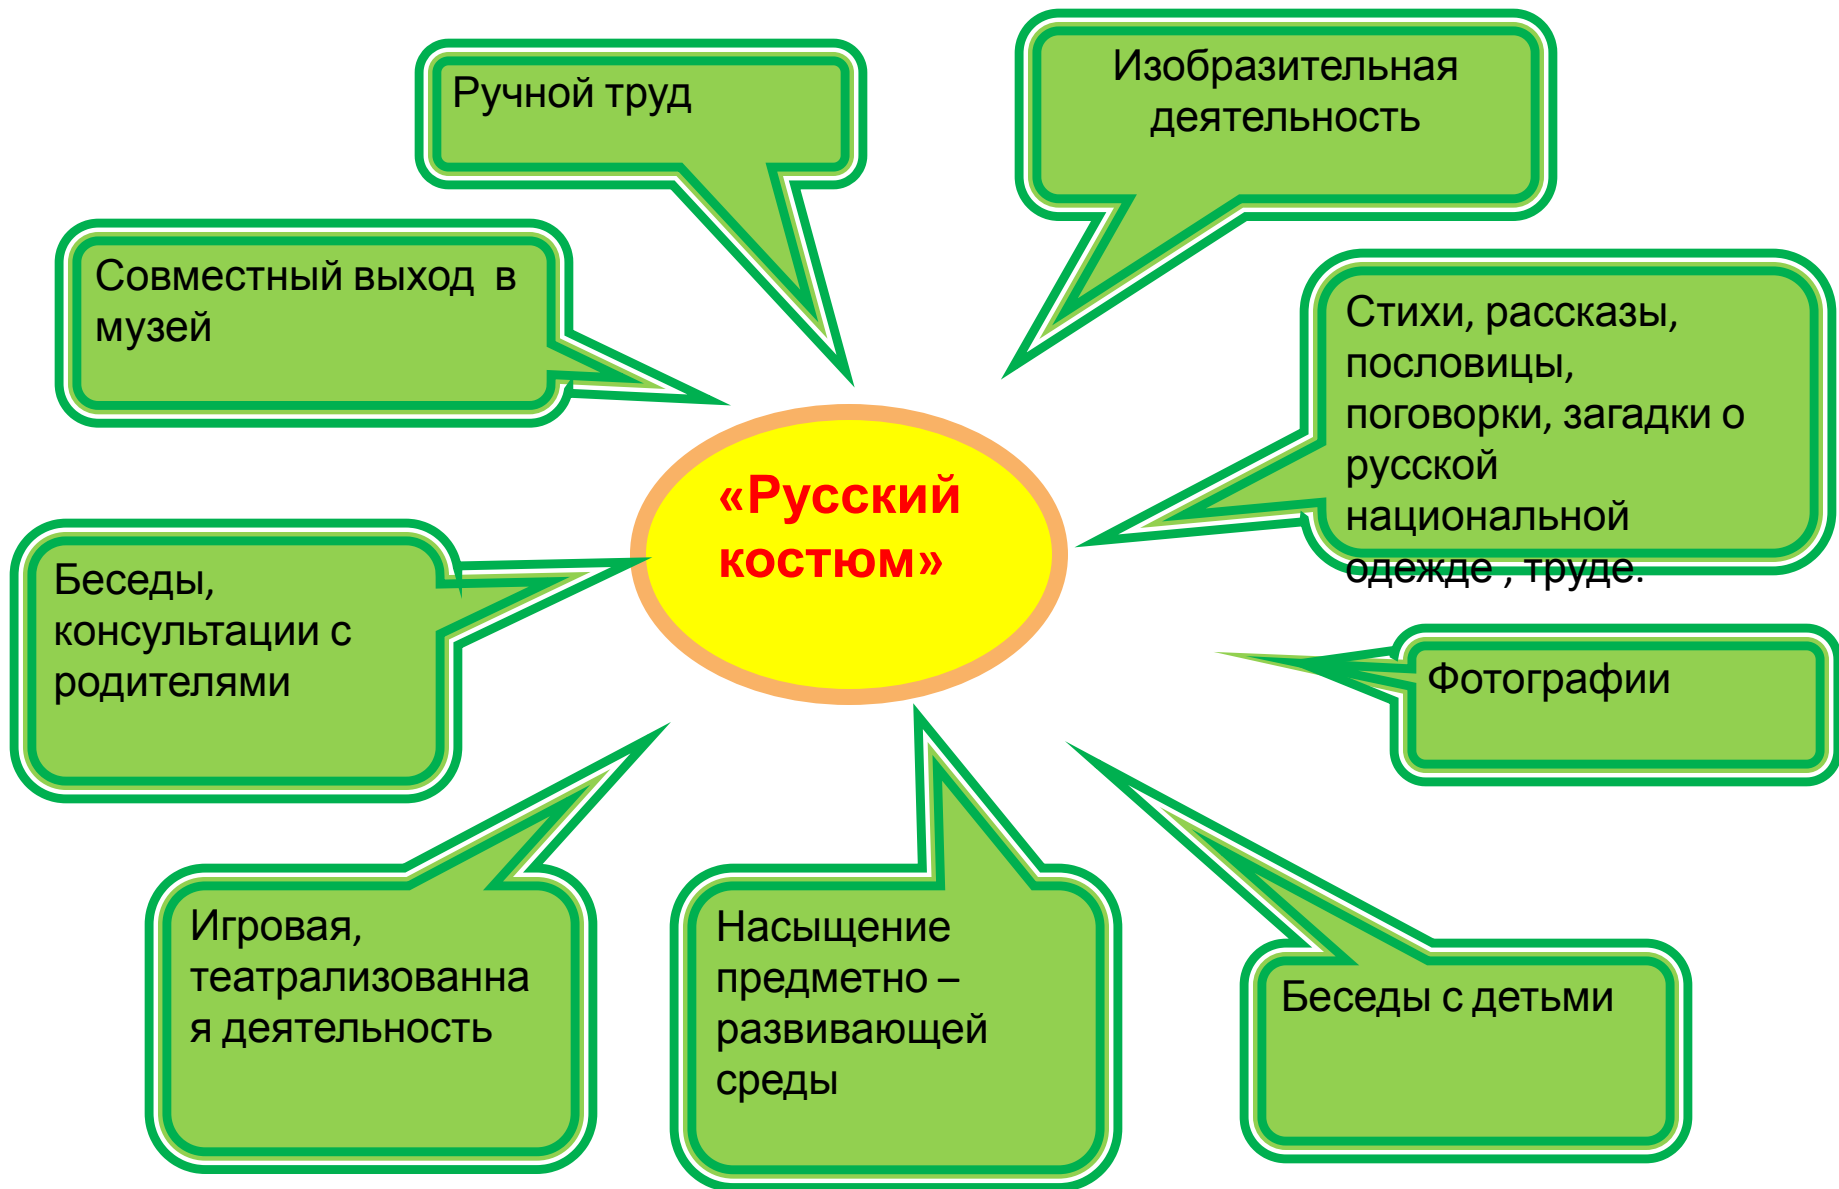 Ручной труд
Изобразительная
деятельность
Совместный выход  в
музей
Стихи, рассказы,
пословицы,
поговорки, загадки о
русской
национальной
одежде , труде.
«Русский
костюм»
Беседы,
консультации с
родителями
Фотографии
Игровая,
театрализованна
я деятельность
Насыщение
предметно –
развивающей
среды
Беседы с детьми